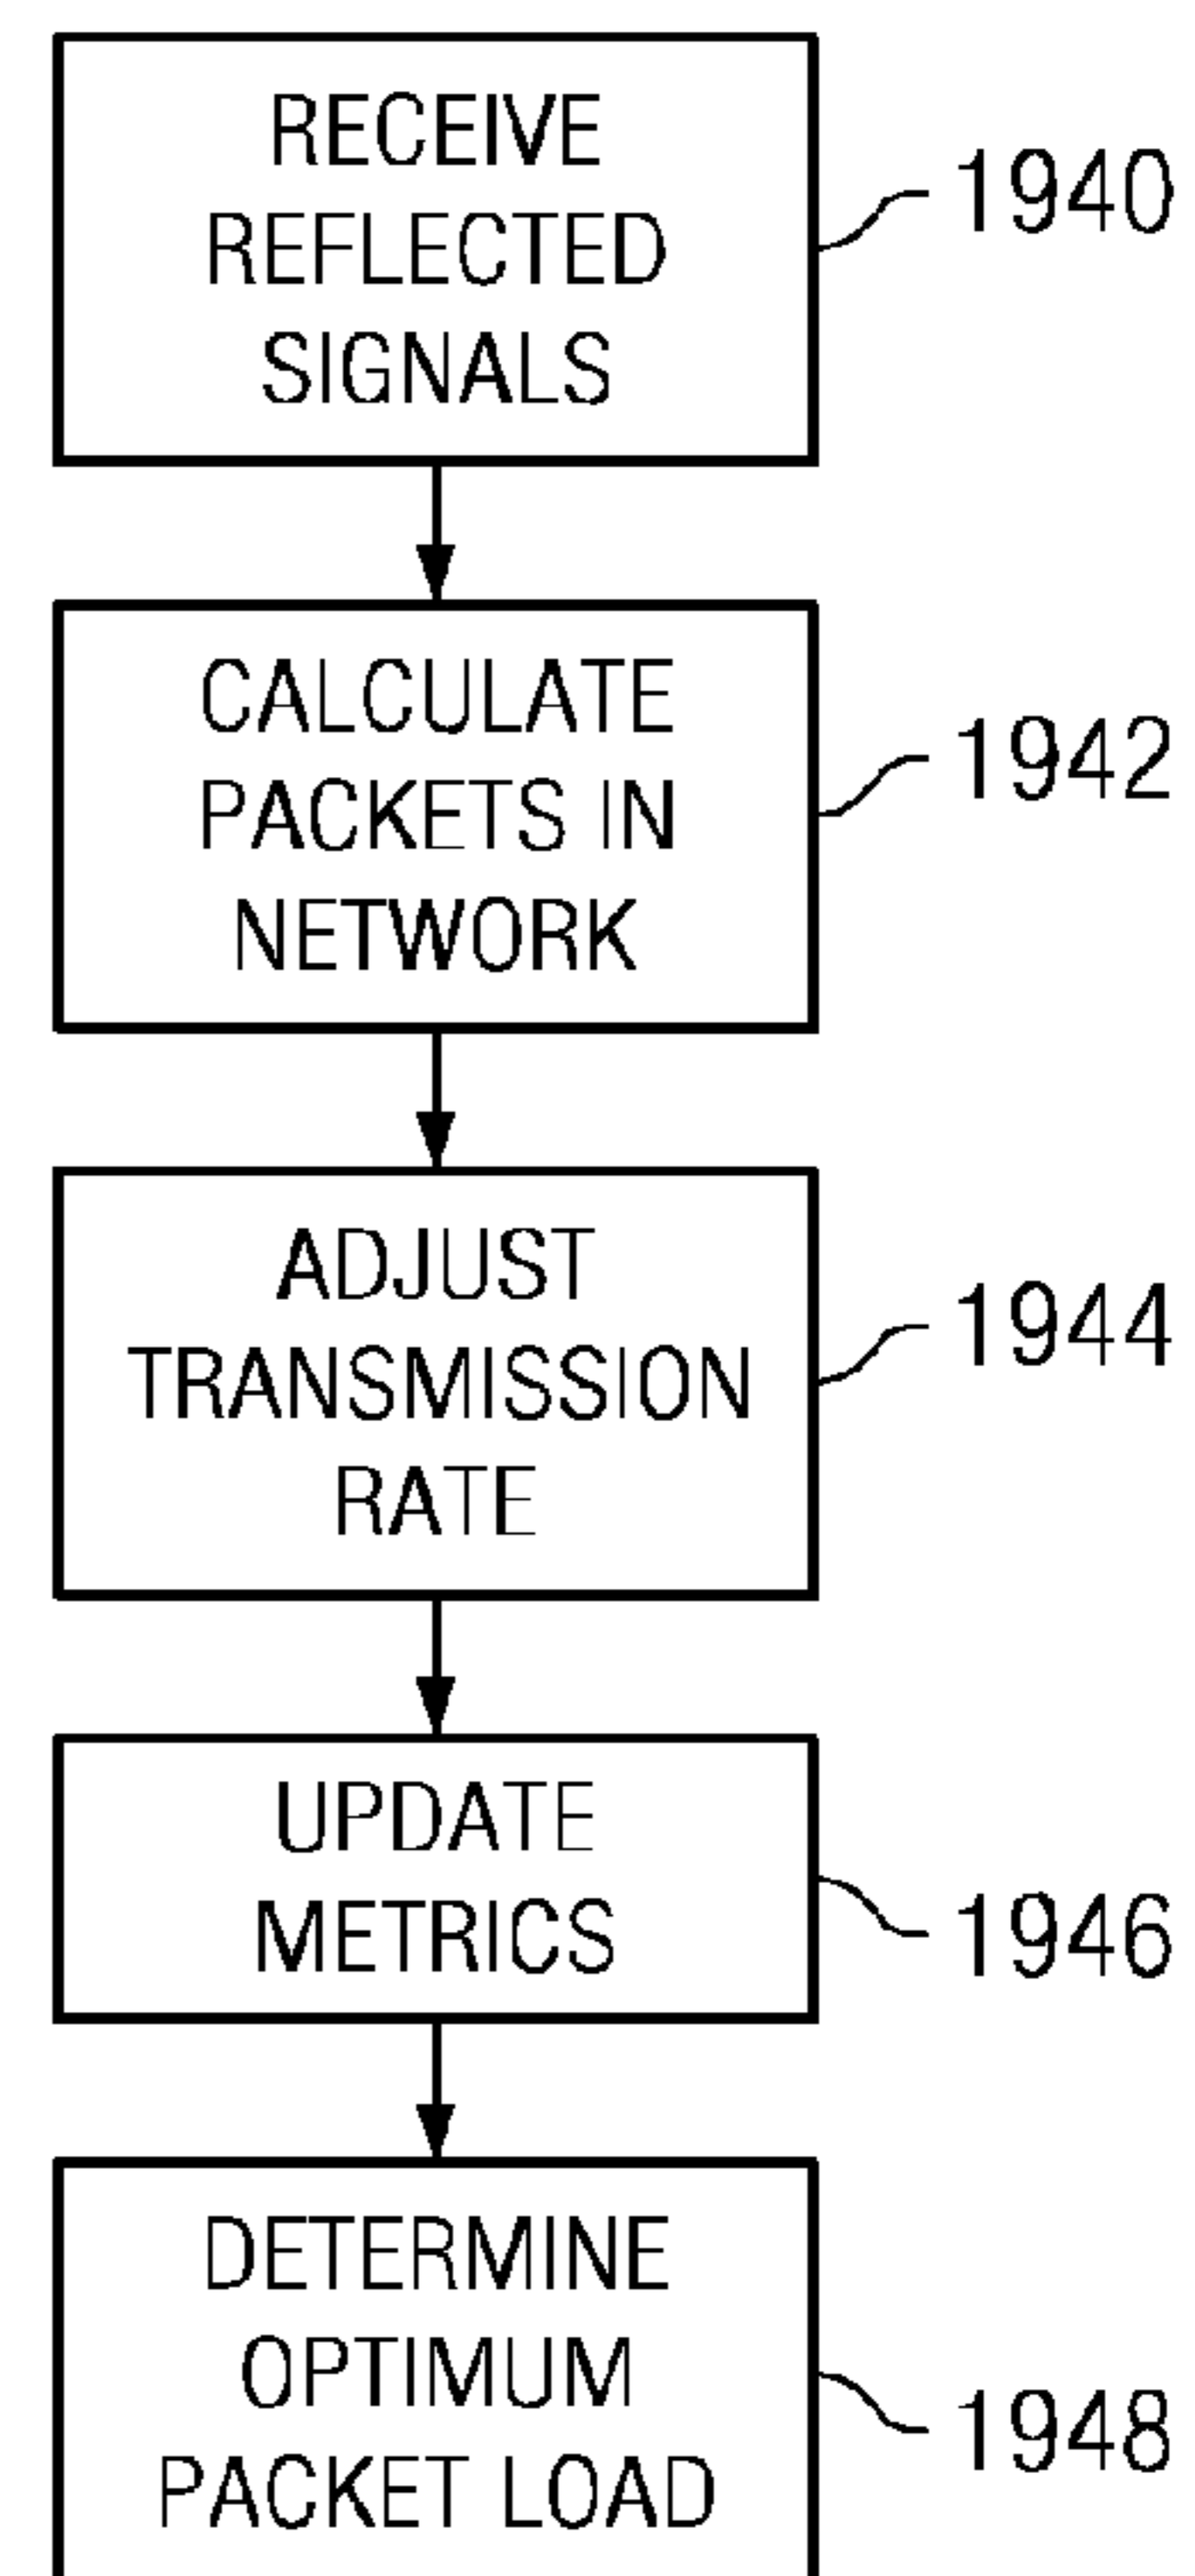 RECEIVE
REFLECTED
SIGNALS
1940
CALCULATE
PACKETS IN
NETWORK
1942
ADJUST
TRANSMISSION
RATE
1944
UPDATE
METRICS
1946
DETERMINE
OPTIMUM
PACKET LOAD
1948